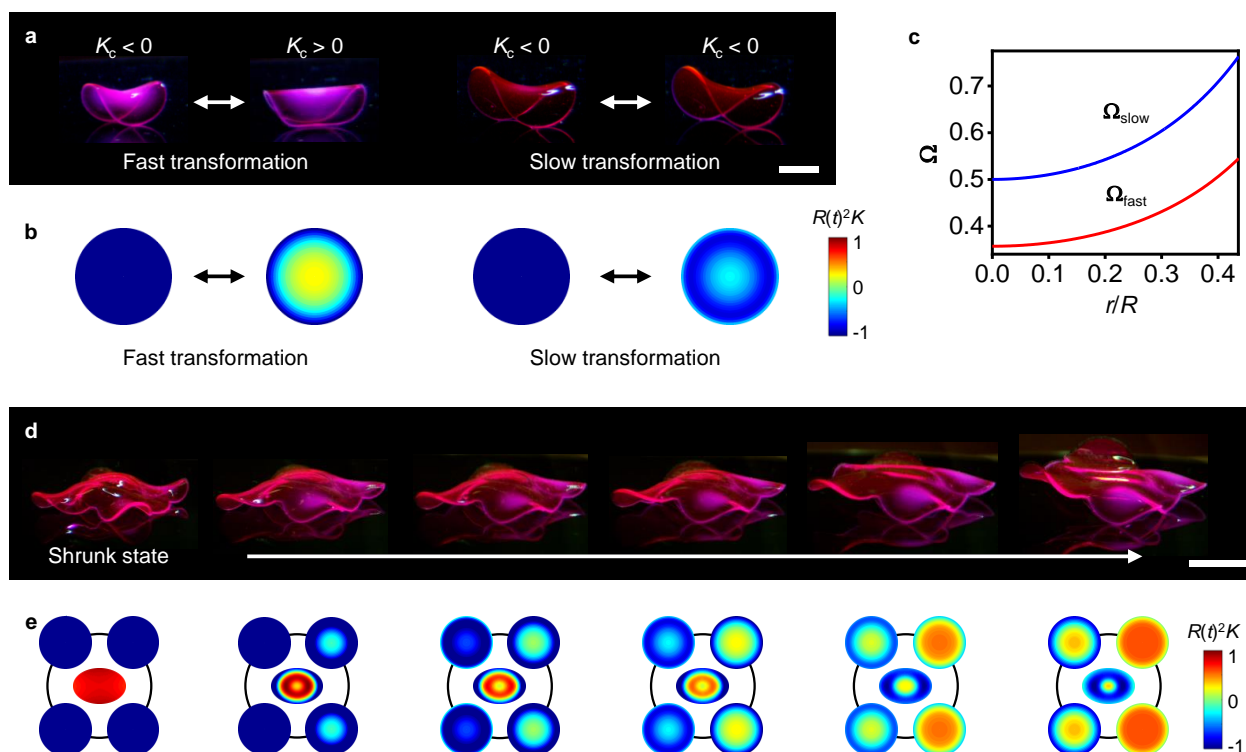 a
K_c < 0
K_c > 0
K_c < 0
K_c < 0
Fast transformation
Slow transformation
b
R(t)²K
1
0
-1
Fast transformation
Slow transformation
c
0.7
0.6
0.5
0.4
Ω
Ω_slow
Ω_fast
0.0 0.1 0.2 0.3 0.4
r/R
d
Shrunk state
e
R(t)²K
1
0
-1